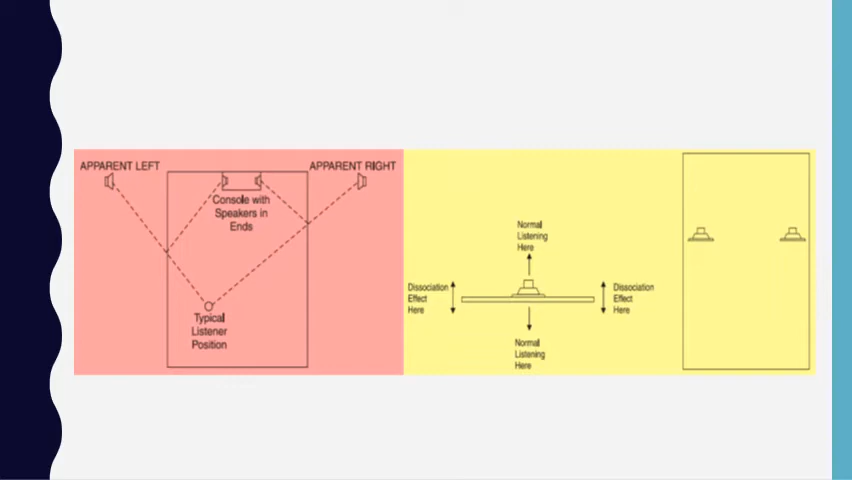 APPARENT LEFT
APPARENT RIGHT
Console with
Speakers in
Ends
Typical
Listener
Position
Normal
Listening
Here
Dissociation
Effect
Here
Dissociation
Effect
Here
Normal
Listening
Here